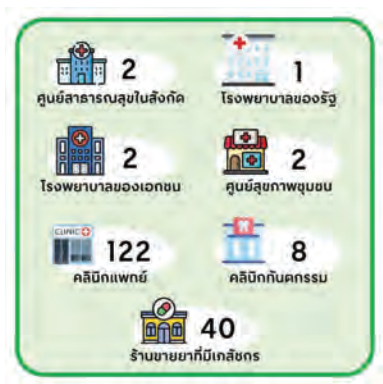 2
ศูนย์สาธารณสุขในสังกัด
1
โรงพยาบาลของรัฐ
2
โรงพยาบาลของเอกชน
2
ศูนย์สุขภาพชุมชน
CLINIC
122
คลินิกแพทย์
8
คลินิกทันตกรรม
40
ร้านขายยาที่มีเภสัชกร